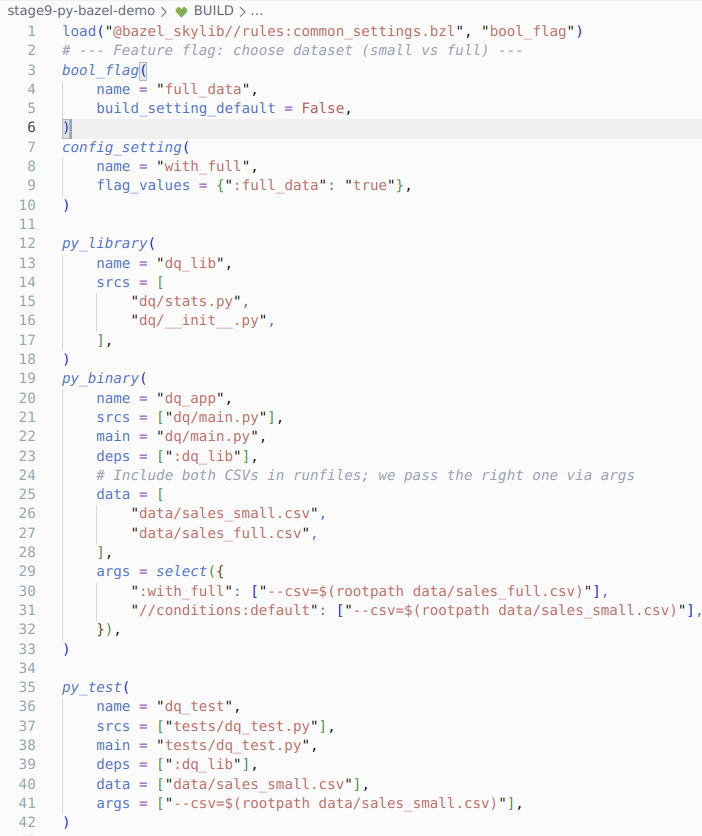 stage9-py-bazel-demo > BUILD > ...
1 load("@bazel_skylib//rules:common_settings.bzl", "bool_flag")
2 # --- Feature flag: choose dataset (small vs full) ---
3 bool_flag(
4     name = "full_data",
5     build_setting_default = False,
6 )
7 config_setting(
8     name = "with_full",
9     flag_values = {":full_data": "true"},
10 )
11
12 py_library(
13     name = "dq_lib",
14     srcs = [
15         "dq/stats.py",
16         "dq/__init__.py",
17     ],
18 )
19 py_binary(
20     name = "dq_app",
21     srcs = ["dq/main.py"],
22     main = "dq/main.py",
23     deps = [":dq_lib"],
24     # Include both CSVs in runfiles; we pass the right one via args
25     data = [
26         "data/sales_small.csv",
27         "data/sales_full.csv",
28     ],
29     args = select({
30         ":with_full": ["--csv=$(rootpath data/sales_full.csv)"],
31         "//conditions:default": ["--csv=$(rootpath data/sales_small.csv)"],
32     }),
33 )
34
35 py_test(
36     name = "dq_test",
37     srcs = ["tests/dq_test.py"],
38     main = "tests/dq_test.py",
39     deps = [":dq_lib"],
40     data = ["data/sales_small.csv"],
41     args = ["--csv=$(rootpath data/sales_small.csv)"],
42 )